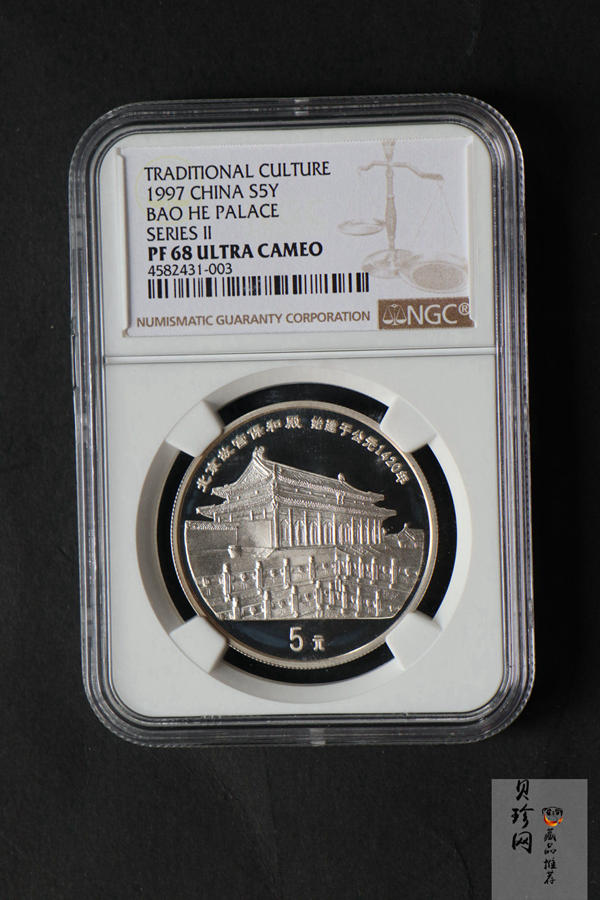 TRADITIONAL CULTURE
1997 CHINA S5Y
BAO HE PALACE
SERIES II
PF 68 ULTRA CAMEO
4582431-003
NUMISMATIC GUARANTY CORPORATION
NGC®
北京故宫保和殿 始建于公元1420年
5元
贝珍网
藏品推荐